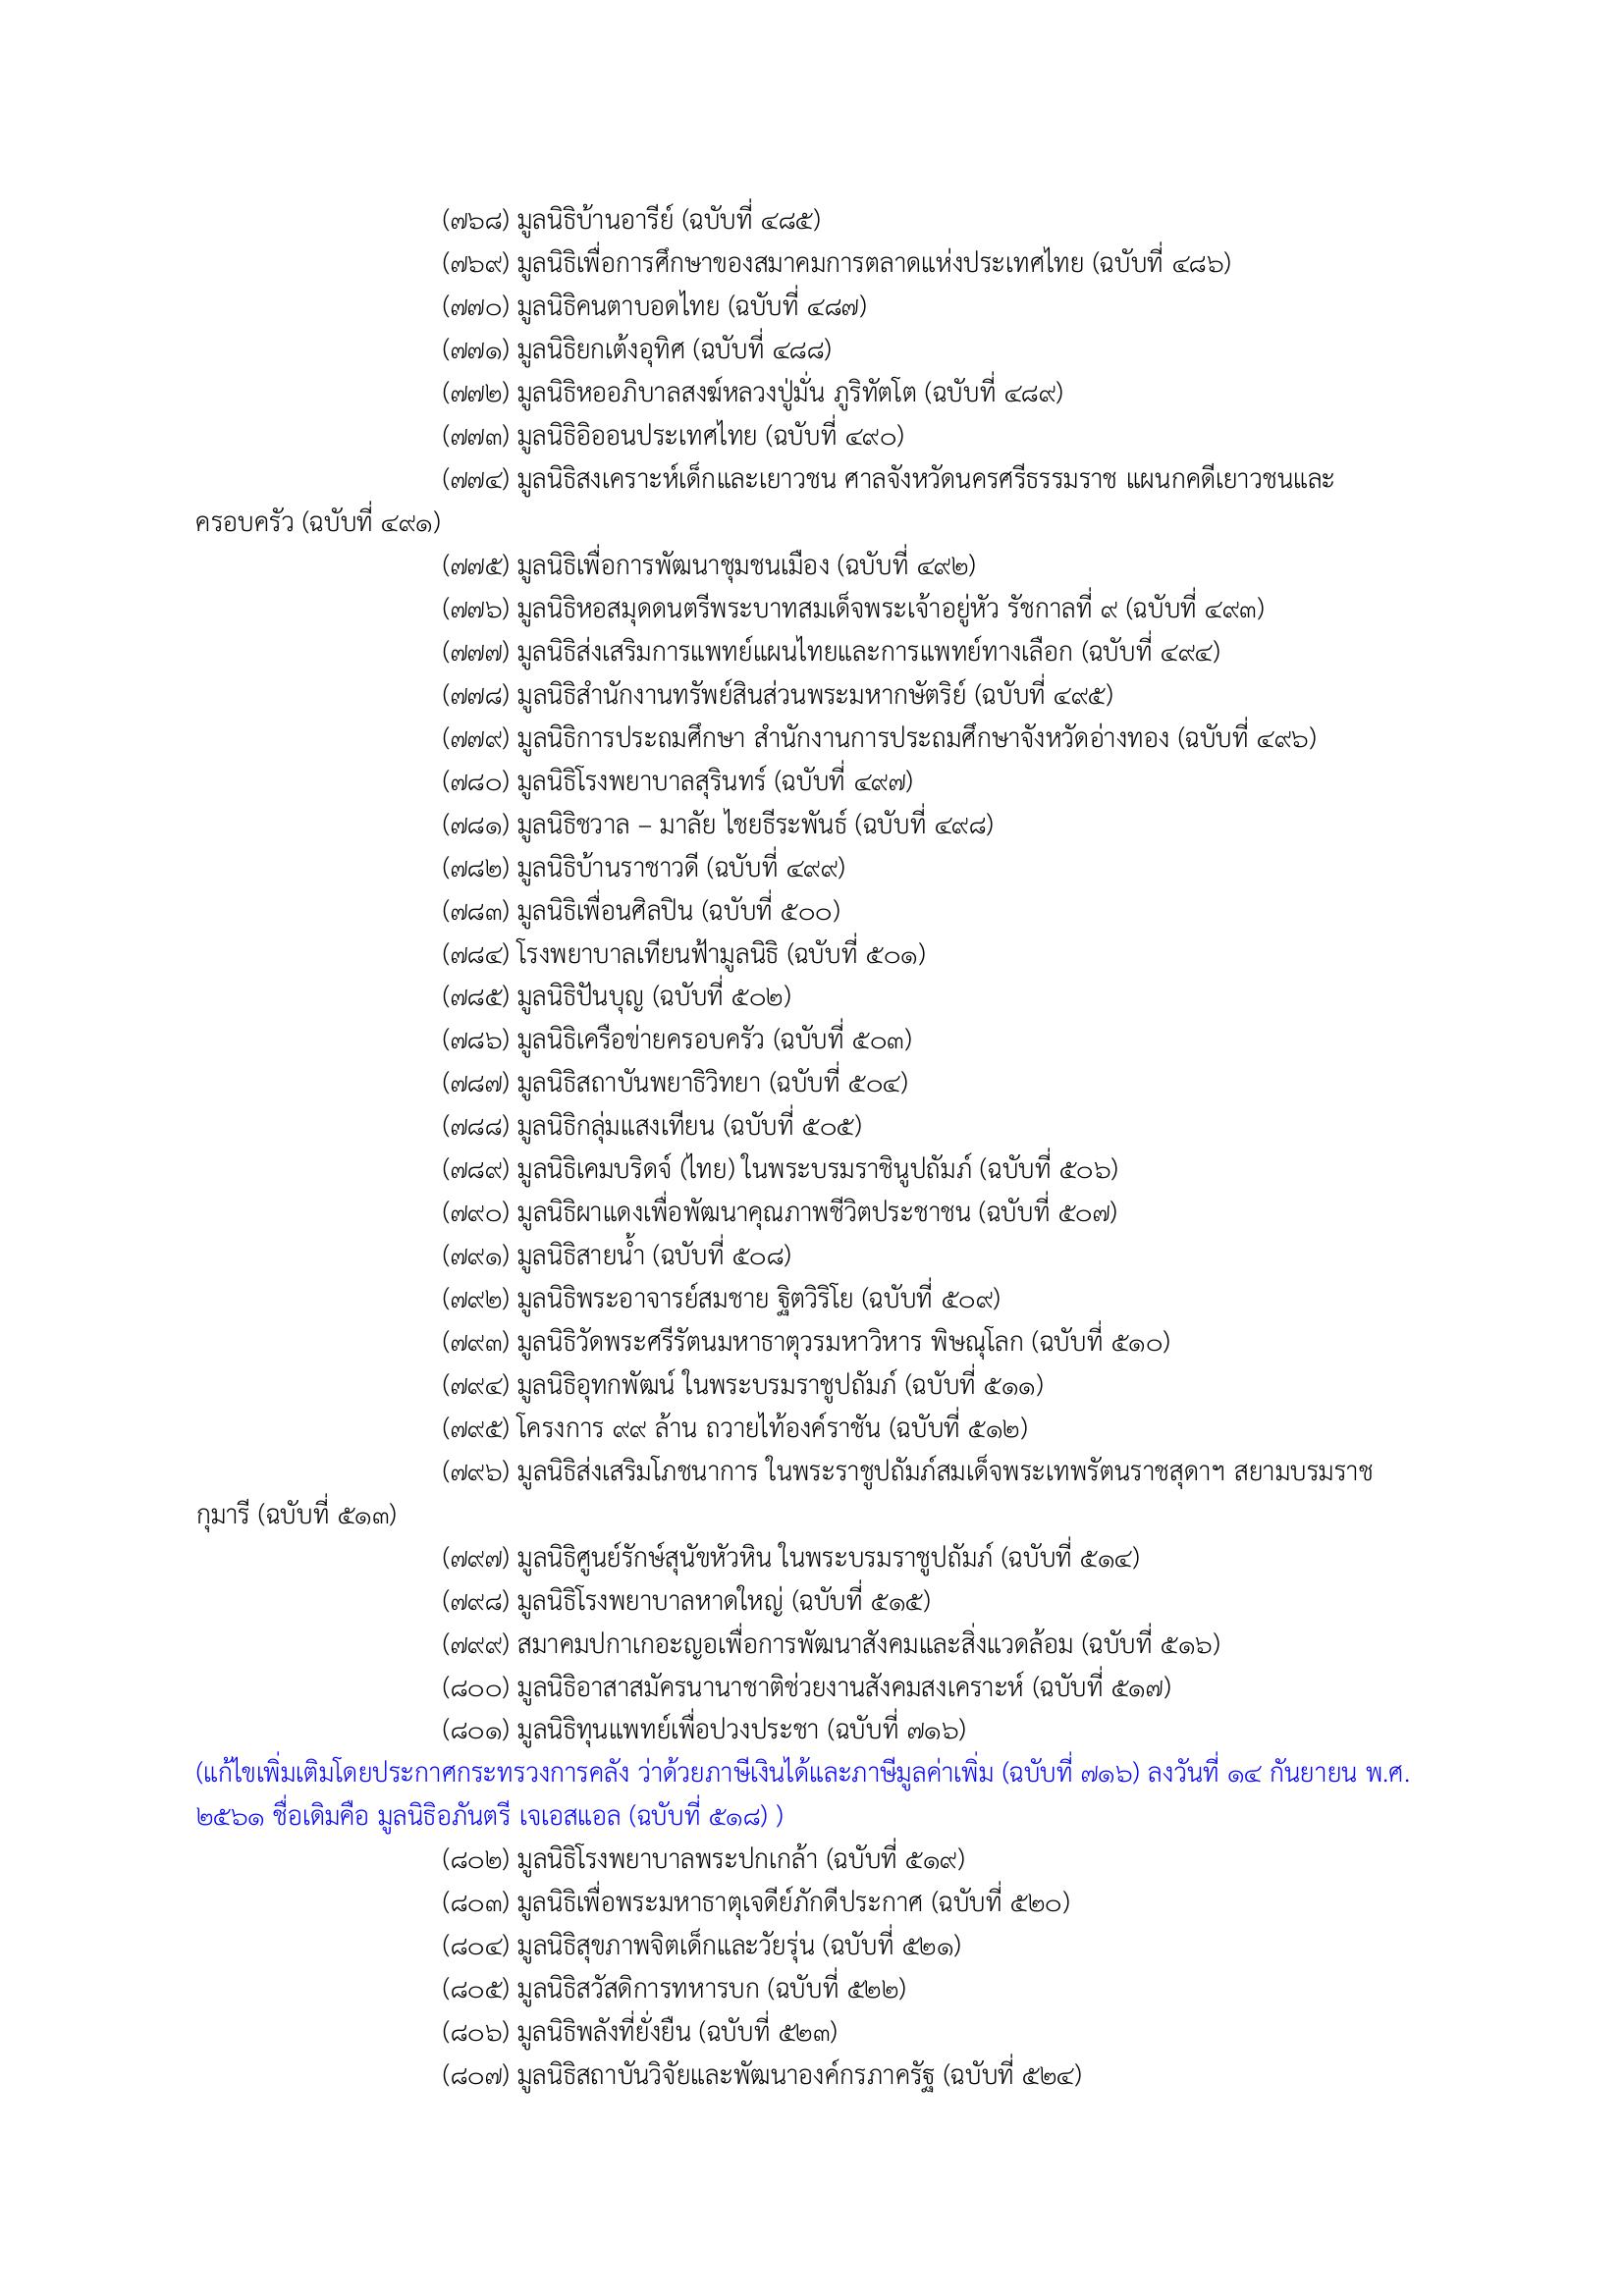 (๗๖๘) มูลนิธิบ้านอารีย์ (ฉบับที่ ๔๘๕)
(๗๖๙) มูลนิธิเพื่อการศึกษาของสมาคมการตลาดแห่งประเทศไทย (ฉบับที่ ๔๘๖)
(๗๗๐) มูลนิธิคนตาบอดไทย (ฉบับที่ ๔๘๗)
(๗๗๑) มูลนิธิยกเต้งอุทิศ (ฉบับที่ ๔๘๘)
(๗๗๒) มูลนิธิหออภิบาลสงฆ์หลวงปู่มั่น ภูริทัตโต (ฉบับที่ ๔๘๙)
(๗๗๓) มูลนิธิอิออนประเทศไทย (ฉบับที่ ๔๙๐)
(๗๗๔) มูลนิธิสงเคราะห์เด็กและเยาวชน ศาลจังหวัดนครศรีธรรมราช แผนกคดีเยาวชนและ
ครอบครัว (ฉบับที่ ๔๙๑)
(๗๗๕) มูลนิธิเพื่อการพัฒนาชุมชนเมือง (ฉบับที่ ๔๙๒)
(๗๗๖) มูลนิธิหอสมุดดนตรีพระบาทสมเด็จพระเจ้าอยู่หัว รัชกาลที่ ๙ (ฉบับที่ ๔๙๓)
(๗๗๗) มูลนิธิส่งเสริมการแพทย์แผนไทยและการแพทย์ทางเลือก (ฉบับที่ ๔๙๔)
(๗๗๘) มูลนิธิสำนักงานทรัพย์สินส่วนพระมหากษัตริย์ (ฉบับที่ ๔๙๕)
(๗๗๙) มูลนิธิการประถมศึกษา สำนักงานการประถมศึกษาจังหวัดอ่างทอง (ฉบับที่ ๔๙๖)
(๗๘๐) มูลนิธิโรงพยาบาลสุรินทร์ (ฉบับที่ ๔๙๗)
(๗๘๑) มูลนิธิชวาล – มาลัย ไชยธีระพันธ์ (ฉบับที่ ๔๙๘)
(๗๘๒) มูลนิธิบ้านราชาวดี (ฉบับที่ ๔๙๙)
(๗๘๓) มูลนิธิเพื่อนศิลปิน (ฉบับที่ ๕๐๐)
(๗๘๔) โรงพยาบาลเทียนฟ้ามูลนิธิ (ฉบับที่ ๕๐๑)
(๗๘๕) มูลนิธิปันบุญ (ฉบับที่ ๕๐๒)
(๗๘๖) มูลนิธิเครือข่ายครอบครัว (ฉบับที่ ๕๐๓)
(๗๘๗) มูลนิธิสถาบันพยาธิวิทยา (ฉบับที่ ๕๐๔)
(๗๘๘) มูลนิธิกลุ่มแสงเทียน (ฉบับที่ ๕๐๕)
(๗๘๙) มูลนิธิเคมบริดจ์ (ไทย) ในพระบรมราชินูปถัมภ์ (ฉบับที่ ๕๐๖)
(๗๙๐) มูลนิธิผาแดงเพื่อพัฒนาคุณภาพชีวิตประชาชน (ฉบับที่ ๕๐๗)
(๗๙๑) มูลนิธิสายน้ำ (ฉบับที่ ๕๐๘)
(๗๙๒) มูลนิธิพระอาจารย์สมชาย ฐิตวิริโย (ฉบับที่ ๕๐๙)
(๗๙๓) มูลนิธิวัดพระศรีรัตนมหาธาตุวรมหาวิหาร พิษณุโลก (ฉบับที่ ๕๑๐)
(๗๙๔) มูลนิธิอุทกพัฒน์ ในพระบรมราชูปถัมภ์ (ฉบับที่ ๕๑๑)
(๗๙๕) โครงการ ๙๙ ล้าน ถวายไท้องค์ราชัน (ฉบับที่ ๕๑๒)
(๗๙๖) มูลนิธิส่งเสริมโภชนาการ ในพระราชูปถัมภ์สมเด็จพระเทพรัตนราชสุดาฯ สยามบรมราช
กุมารี (ฉบับที่ ๕๑๓)
(๗๙๗) มูลนิธิศูนย์รักษ์สุนัขหัวหิน ในพระบรมราชูปถัมภ์ (ฉบับที่ ๕๑๔)
(๗๙๘) มูลนิธิโรงพยาบาลหาดใหญ่ (ฉบับที่ ๕๑๕)
(๗๙๙) สมาคมปกาเกอะญอเพื่อการพัฒนาสังคมและสิ่งแวดล้อม (ฉบับที่ ๕๑๖)
(๘๐๐) มูลนิธิอาสาสมัครนานาชาติช่วยงานสังคมสงเคราะห์ (ฉบับที่ ๕๑๗)
(๘๐๑) มูลนิธิทุนแพทย์เพื่อปวงประชา (ฉบับที่ ๗๑๖)
(แก้ไขเพิ่มเติมโดยประกาศกระทรวงการคลัง ว่าด้วยภาษีเงินได้และภาษีมูลค่าเพิ่ม (ฉบับที่ ๗๑๖) ลงวันที่ ๑๔ กันยายน พ.ศ.
๒๕๖๑ ชื่อเดิมคือ มูลนิธิอภันตรี เจเอสแอล (ฉบับที่ ๕๑๘) )
(๘๐๒) มูลนิธิโรงพยาบาลพระปกเกล้า (ฉบับที่ ๕๑๙)
(๘๐๓) มูลนิธิเพื่อพระมหาธาตุเจดีย์ภักดีประกาศ (ฉบับที่ ๕๒๐)
(๘๐๔) มูลนิธิสุขภาพจิตเด็กและวัยรุ่น (ฉบับที่ ๕๒๑)
(๘๐๕) มูลนิธิสวัสดิการทหารบก (ฉบับที่ ๕๒๒)
(๘๐๖) มูลนิธิพลังที่ยั่งยืน (ฉบับที่ ๕๒๓)
(๘๐๗) มูลนิธิสถาบันวิจัยและพัฒนาองค์กรภาครัฐ (ฉบับที่ ๕๒๔)